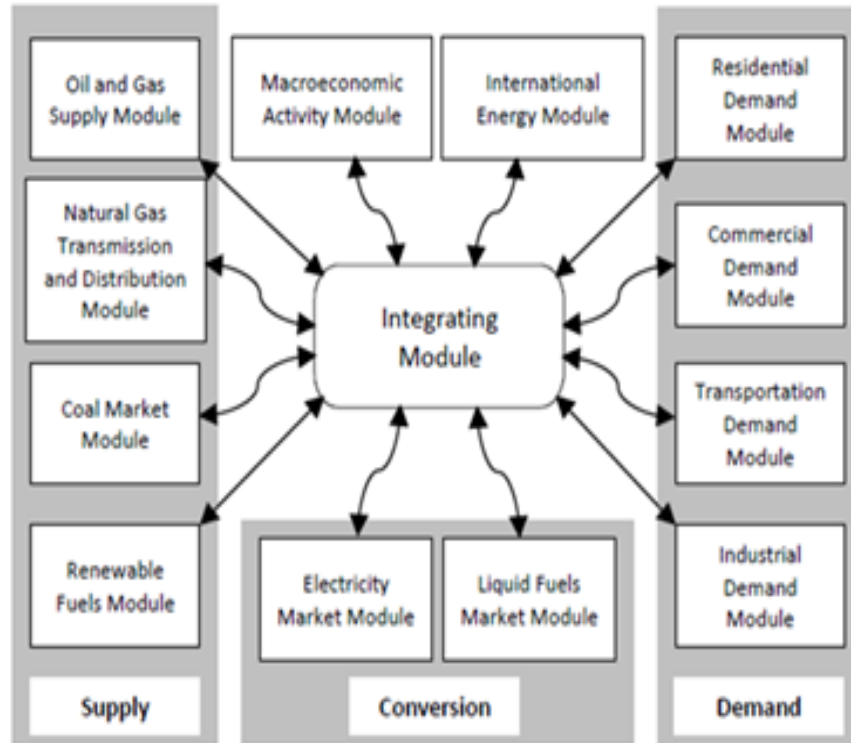 Oil and Gas
Supply Module
Macroeconomic
Activity Module
International
Energy Module
Residential
Demand
Module
Natural Gas
Transmission
and Distribution
Module
Commercial
Demand
Module
Integrating
Module
Coal Market
Module
Transportation
Demand
Module
Renewable
Fuels Module
Electricity
Market Module
Liquid Fuels
Market Module
Industrial
Demand
Module
Supply
Conversion
Demand